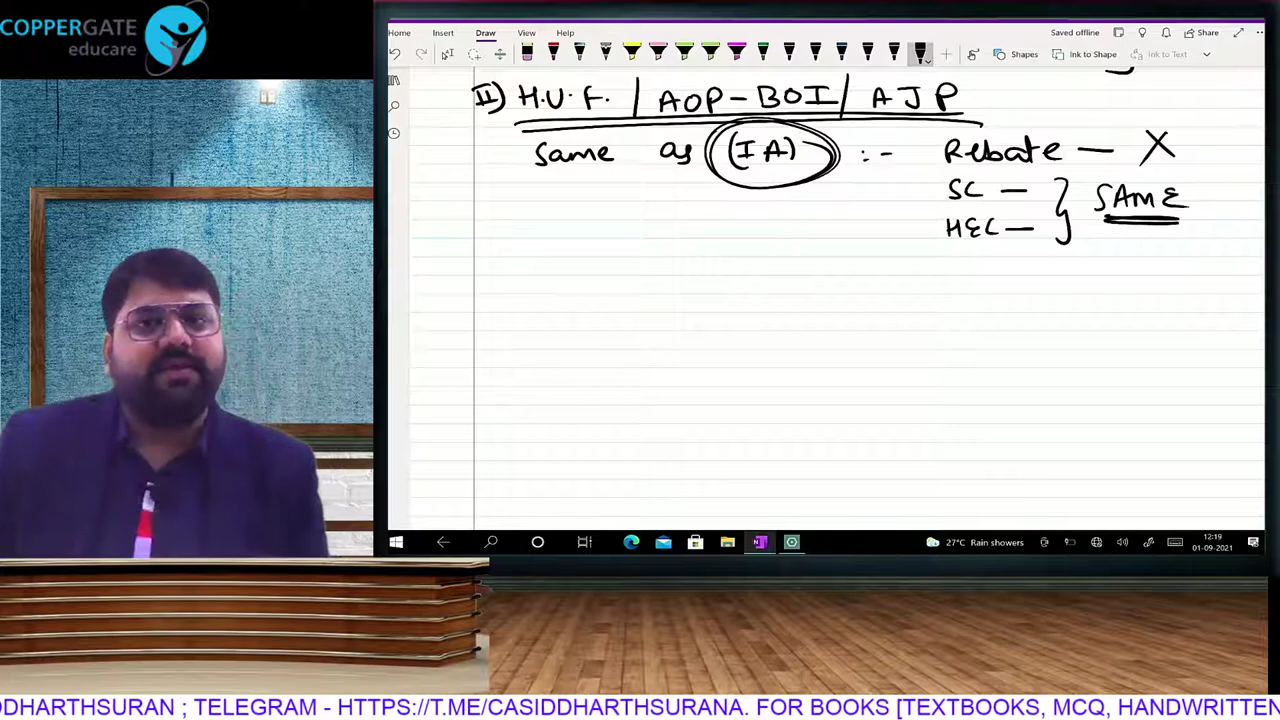 COPPERGATE
educare
Home Insert Draw View Help
Saved offline
Share
Shapes
Ink to Shape
Ink to Text
II) H.U.F. / AOP-BOI / AJP
Same as (IA) :- Rebate — X
SC —
HEC —
} SAME
27°C Rain showers
12:19
01-09-2021
DDHARTHSURAN ; TELEGRAM - HTTPS://T.ME/CASIDDHARTHSURANA. FOR BOOKS [TEXTBOOKS, MCQ, HANDWRITTEN